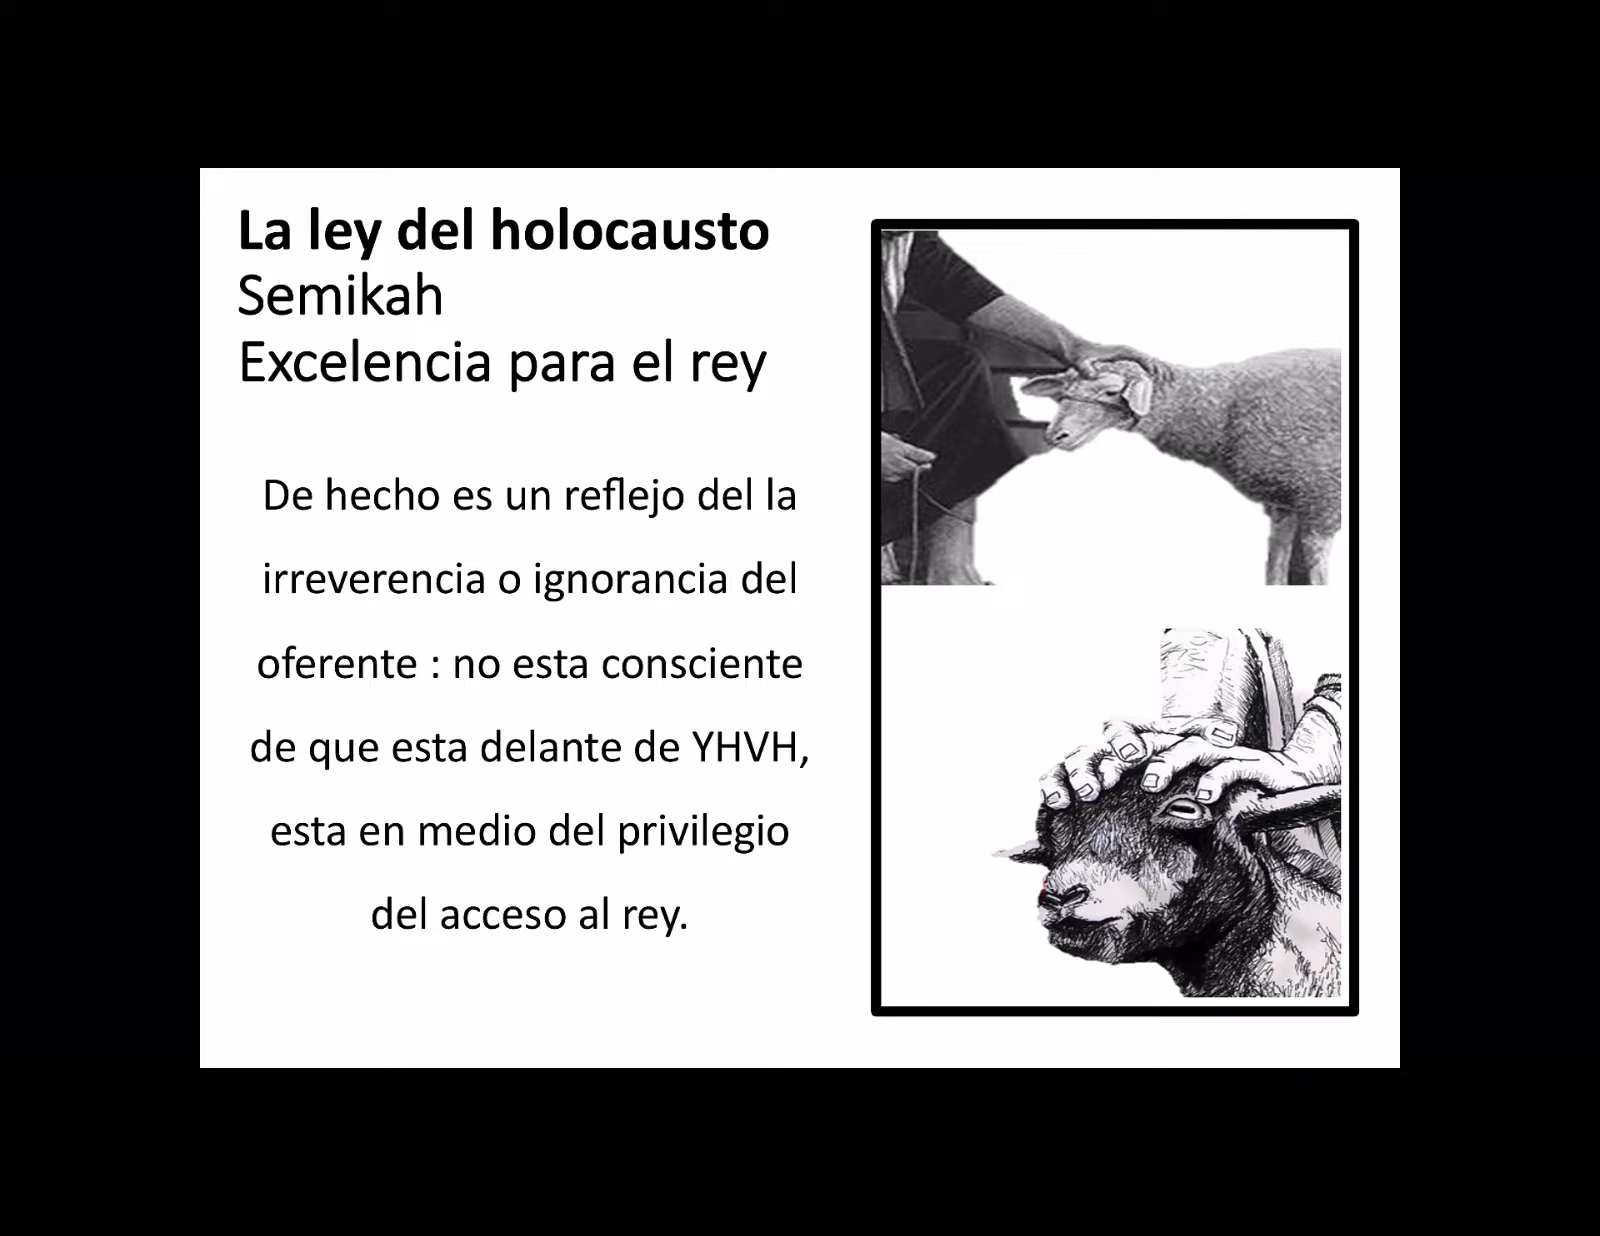 La ley del holocausto
Semikah
Excelencia para el rey
De hecho es un reflejo del la
irreverencia o ignorancia del
oferente : no esta consciente
de que esta delante de YHVH,
esta en medio del privilegio
del acceso al rey.